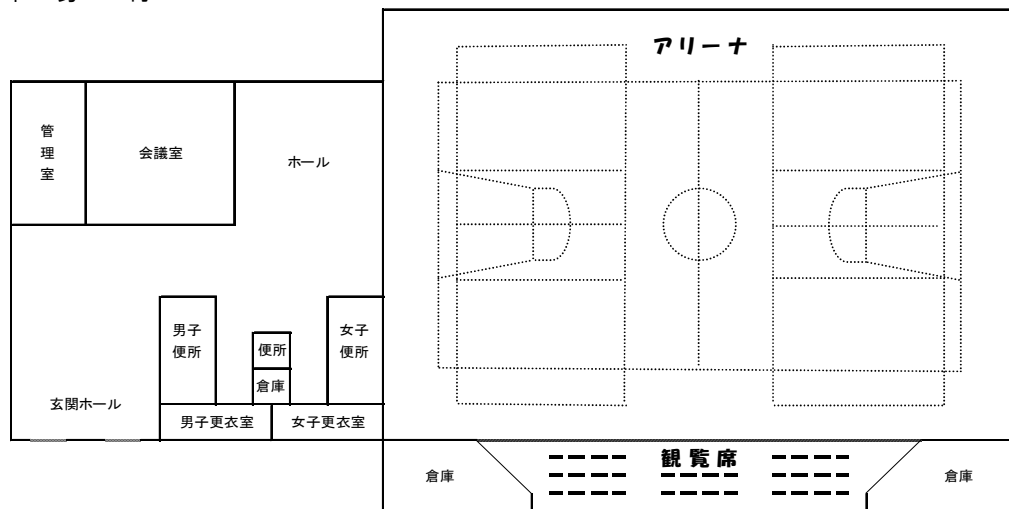 アリーナ
管理室
会議室
ホール
男子
便所
便所
倉庫
女子
便所
玄関ホール
男子更衣室
女子更衣室
倉庫
観覧席
倉庫